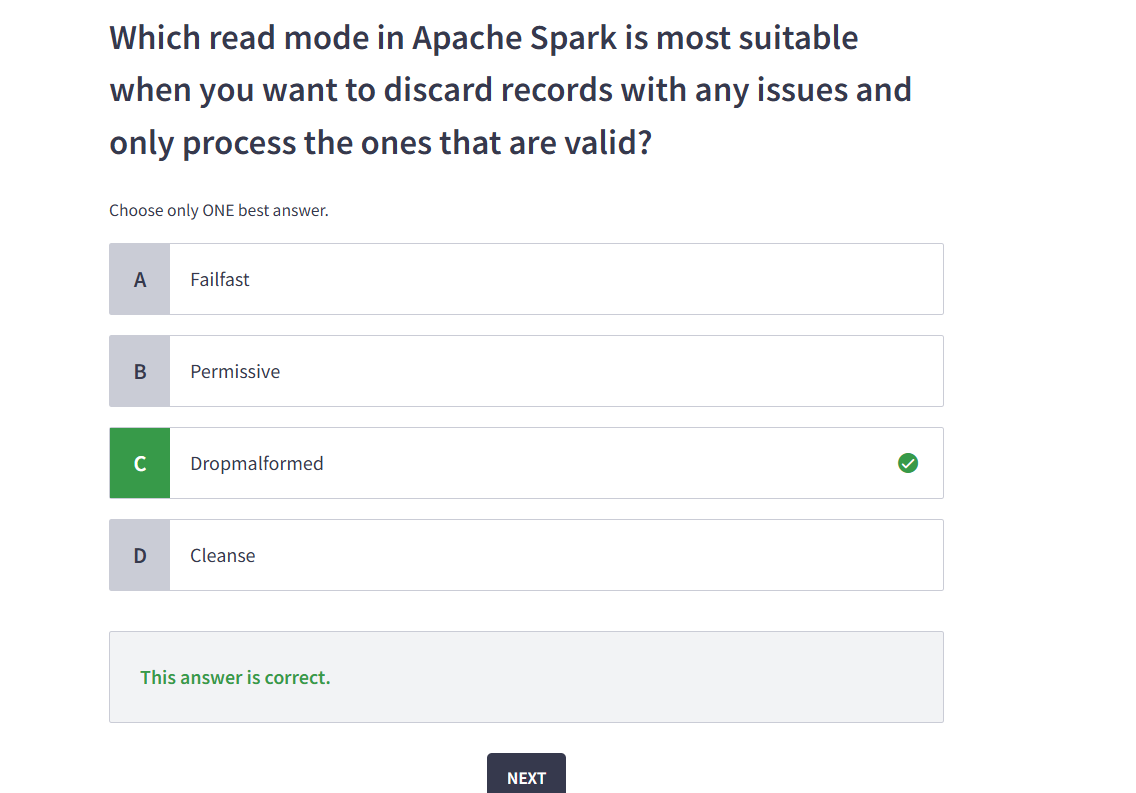 Which read mode in Apache Spark is most suitable
when you want to discard records with any issues and
only process the ones that are valid?
Choose only ONE best answer.
A Failfast
B Permissive
C Dropmalformed
D Cleanse
This answer is correct.
NEXT